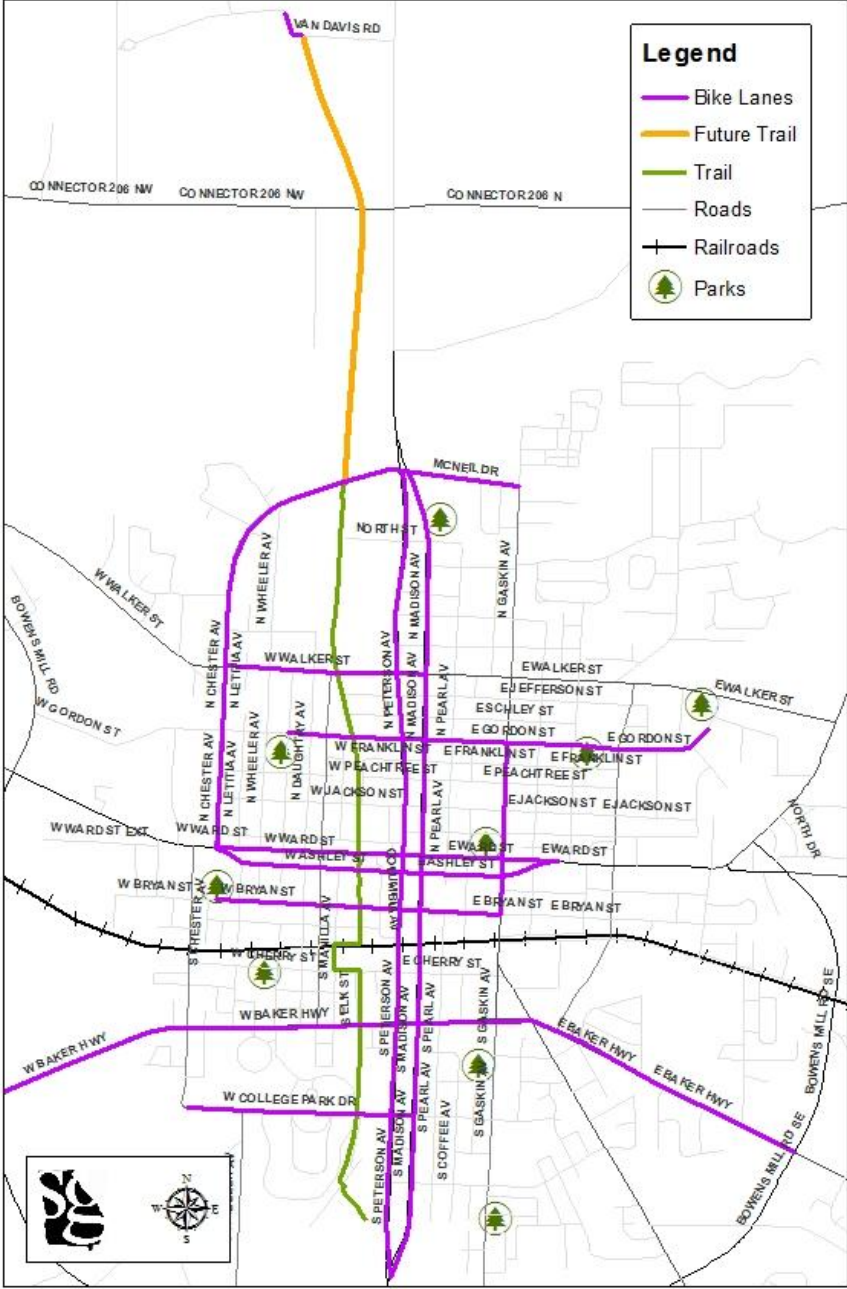 VAN DAVIS RD
Legend
Bike Lanes
Future Trail
Trail
Roads
Railroads
Parks
CONNECTOR 206 NW
CONNECTOR 206 NW
CONNECTOR 206 N
MCNEIL DR
NORTH ST
N WHEELER AV
N MADISON AV
N GASKIN AV
W WALKER ST
BOWENS MILL RD
N CHESTER AV
N LETITIA AV
W WALKER ST
N PETERSON AV
N MADISON AV
N PEARL AV
E WALKER ST
E JEFFERSON ST
E WALKER ST
E SCHLEY ST
W GORDON ST
E GORDON ST
E GORDON ST
N CHESTER AV
N LETITIA AV
N WHEELER AV
N DAUGHTRY AV
W FRANKLIN ST
E FRANKLIN ST
E FRANKLIN ST
W PEACHTREE ST
E PEACHTREE ST
W JACKSON ST
N PEARL AV
E JACKSON ST
E JACKSON ST
NORTH DR
W WARD ST EXT
W WARD ST
W WARD ST
E WARD ST
E WARD ST
W ASHLEY ST
E ASHLEY ST
COLUMBIA AV
W BRYAN ST
W BRYAN ST
E BRYAN ST
E BRYAN ST
S CHESTER AV
S MANILLA AV
W CHERRY ST
E CHERRY ST
S ELK ST
S PETERSON AV
S MADISON AV
S PEARL AV
S GASKIN AV
BOWENS MILL RD SE
W BAKER HWY
W BAKER HWY
E BAKER HWY
E BAKER HWY
W COLLEGE PARK DR
S PEARL AV
S MADISON AV
S COFFEE AV
S GASKIN AV
S PETERSON AV
BOWENS MILL RD SE
N
W
E
S